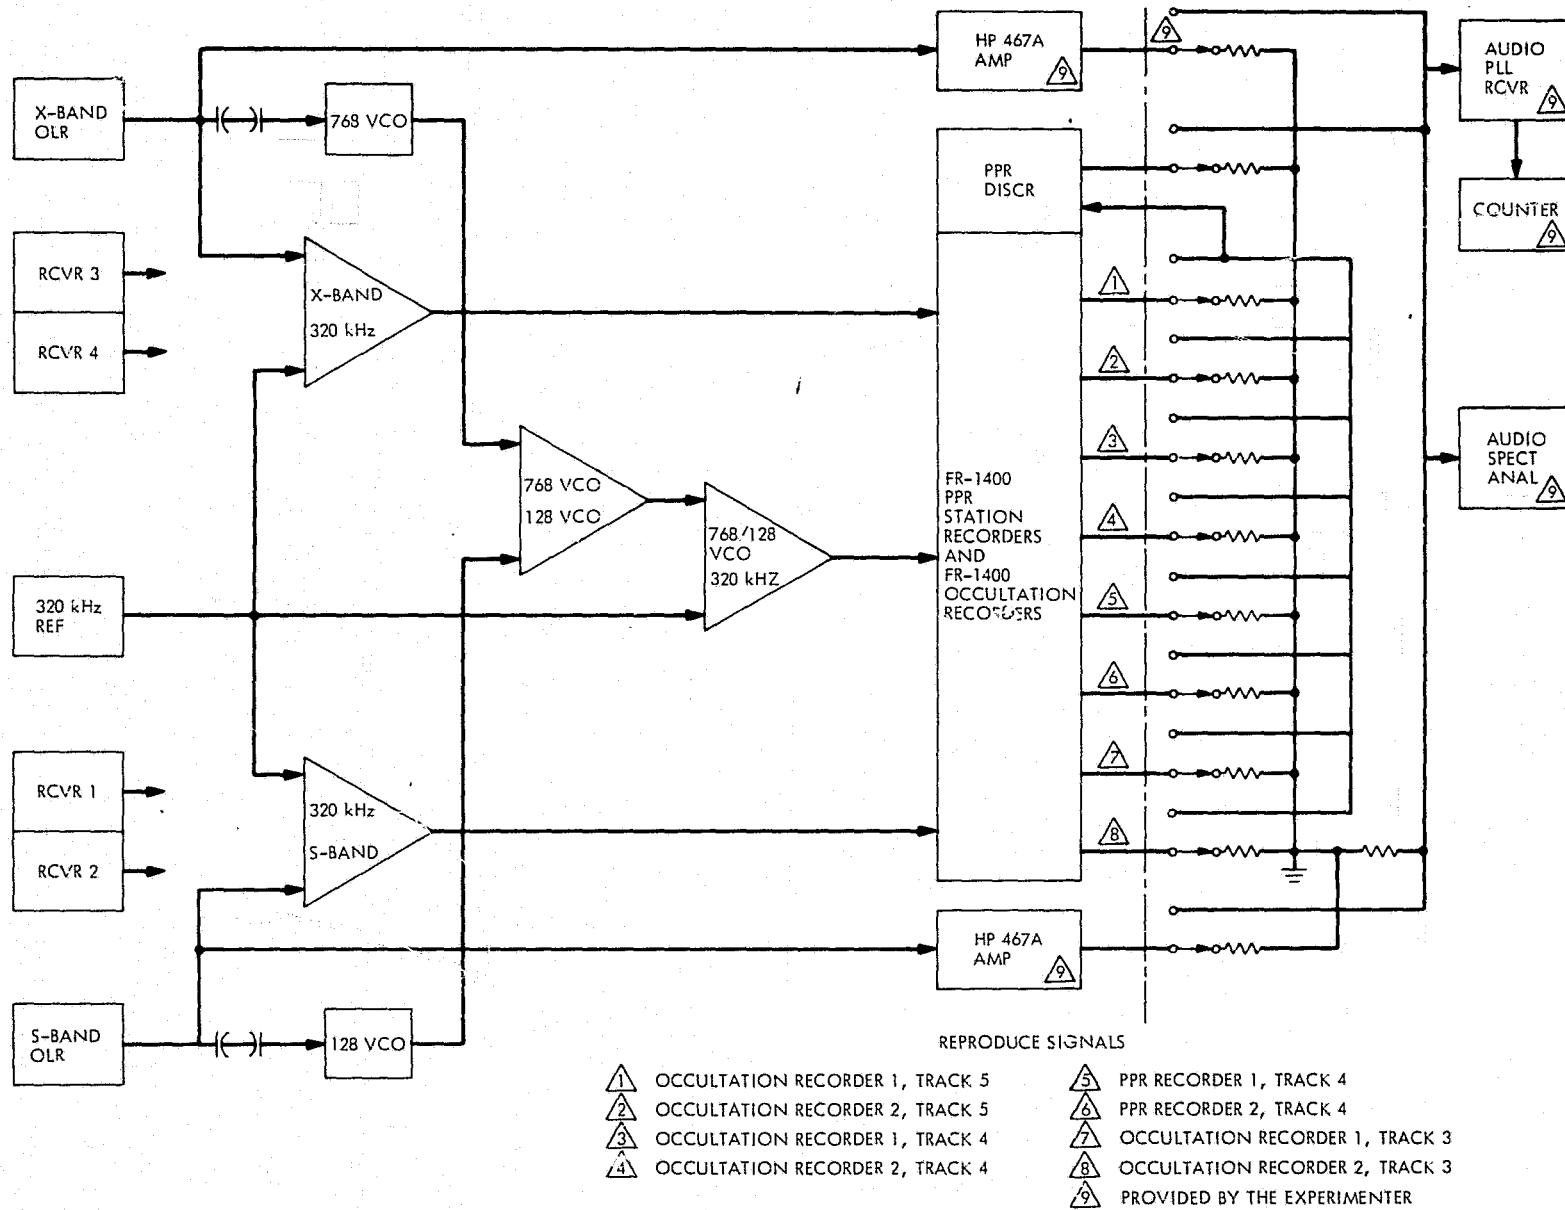 HP 467A
AMP
9
9
AUDIO
PLL
RCVR
9
X-BAND
OLR
768 VCO
PPR
DISCR
COUNTER
9
RCVR 3
RCVR 4
X-BAND
320 kHz
1
2
3
4
5
6
7
8
768 VCO
128 VCO
768/128
VCO
320 kHZ
FR-1400
PPR
STATION
RECORDERS
AND
FR-1400
OCCULTATION
RECORDERS
AUDIO
SPECT
ANAL
9
320 kHz
REF
RCVR 1
RCVR 2
320 kHz
S-BAND
HP 467A
AMP
9
S-BAND
OLR
128 VCO
REPRODUCE SIGNALS
1 OCCULTATION RECORDER 1, TRACK 5
2 OCCULTATION RECORDER 2, TRACK 5
3 OCCULTATION RECORDER 1, TRACK 4
4 OCCULTATION RECORDER 2, TRACK 4
5 PPR RECORDER 1, TRACK 4
6 PPR RECORDER 2, TRACK 4
7 OCCULTATION RECORDER 1, TRACK 3
8 OCCULTATION RECORDER 2, TRACK 3
9 PROVIDED BY THE EXPERIMENTER